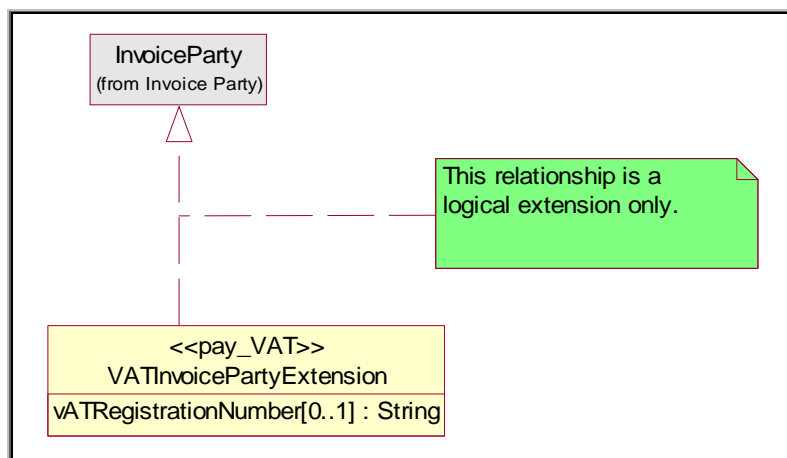 InvoiceParty
(from Invoice Party)
This relationship is a
logical extension only.
<<pay_VAT>>
VATInvoicePartyExtension
vATRegistrationNumber[0..1] : String